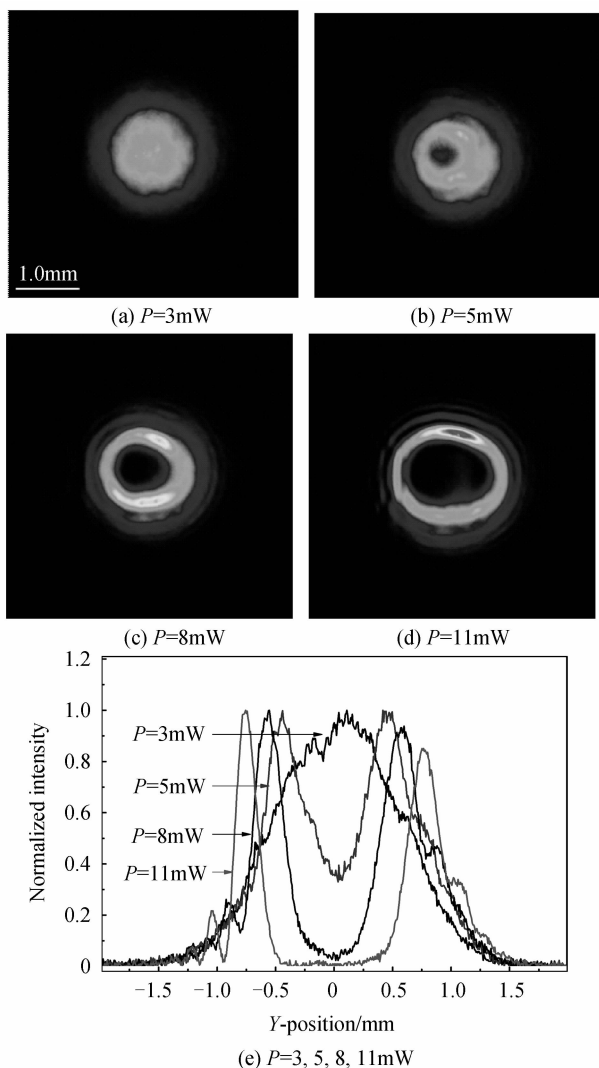 1.0mm
(a) P=3mW
(b) P=5mW
(c) P=8mW
(d) P=11mW
1.2
1.0
0.8
0.6
0.4
0.2
0
Normalized intensity
P=3mW
P=5mW
P=8mW
P=11mW
−1.5
−1.0
−0.5
0
0.5
1.0
1.5
Y-position/mm
(e) P=3, 5, 8, 11mW